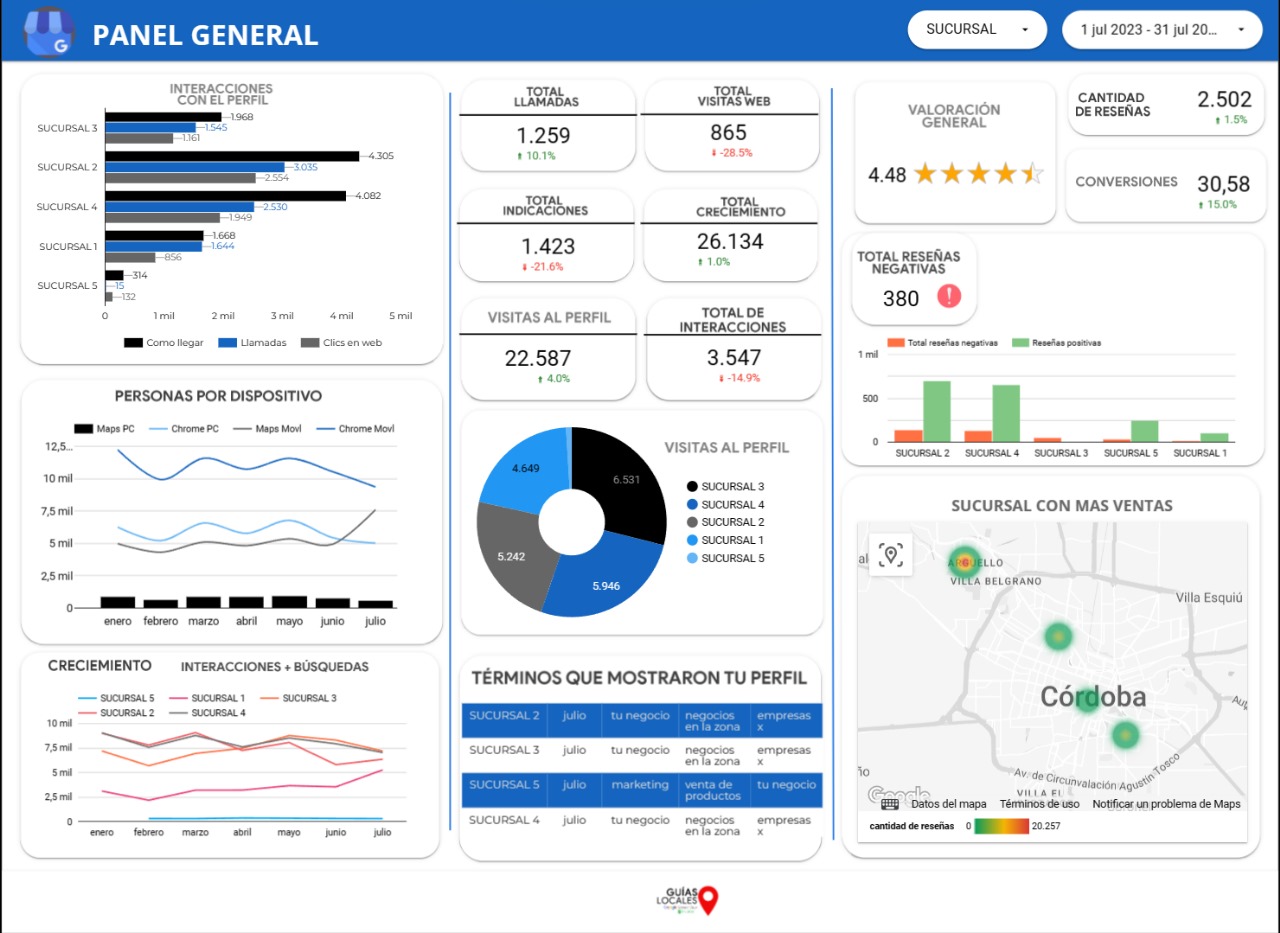 PANEL GENERAL
SUCURSAL
1 jul 2023 - 31 jul 20...
INTERACCIONES
CON EL PERFIL
SUCURSAL 3
1.968
1.545
1.161
SUCURSAL 2
4.305
3.035
2.554
SUCURSAL 4
4.082
2.530
1.949
SUCURSAL 1
1.668
1.644
856
SUCURSAL 5
314
15
132
0 1 mil 2 mil 3 mil 4 mil 5 mil
Como llegar Llamadas Clics en web
PERSONAS POR DISPOSITIVO
Maps PC Chrome PC Maps Movl Chrome Movl
12,5...
10 mil
7,5 mil
5 mil
2,5 mil
0
enero febrero marzo abril mayo junio julio
CRECIMIENTO INTERACCIONES + BÚSQUEDAS
SUCURSAL 5 SUCURSAL 1 SUCURSAL 3
SUCURSAL 2 SUCURSAL 4
10 mil
7,5 mil
5 mil
2,5 mil
0
enero febrero marzo abril mayo junio julio
TOTAL
LLAMADAS
1.259
10.1%
TOTAL
VISITAS WEB
865
-28.5%
TOTAL
INDICACIONES
1.423
-21.6%
TOTAL
CRECIMIENTO
26.134
1.0%
VISITAS AL PERFIL
22.587
4.0%
TOTAL DE
INTERACCIONES
3.547
-14.9%
VISITAS AL PERFIL
6.531
5.946
5.242
4.649
SUCURSAL 3
SUCURSAL 4
SUCURSAL 2
SUCURSAL 1
SUCURSAL 5
TÉRMINOS QUE MOSTRARON TU PERFIL
SUCURSAL 2 julio tu negocio negocios en la zona empresas x
SUCURSAL 3 julio tu negocio negocios en la zona empresas x
SUCURSAL 5 julio marketing venta de productos tu negocio
SUCURSAL 4 julio tu negocio negocios en la zona empresas x
VALORACIÓN
GENERAL
4.48
CANTIDAD
DE RESEÑAS
2.502
1.5%
CONVERSIONES
30,58
15.0%
TOTAL RESEÑAS
NEGATIVAS
380
Total reseñas negativas Reseñas positivas
1 mil
500
0
SUCURSAL 2 SUCURSAL 4 SUCURSAL 3 SUCURSAL 5 SUCURSAL 1
SUCURSAL CON MAS VENTAS
ARGUELLO
VILLA BELGRANO
Villa Esquiú
Córdoba
Av. de Circunvalación Agustín Tosco
VILLA EL
Google
Datos del mapa Términos de uso Notificar un problema de Maps
cantidad de reseñas 0 20.257
GUÍAS
LOCALES